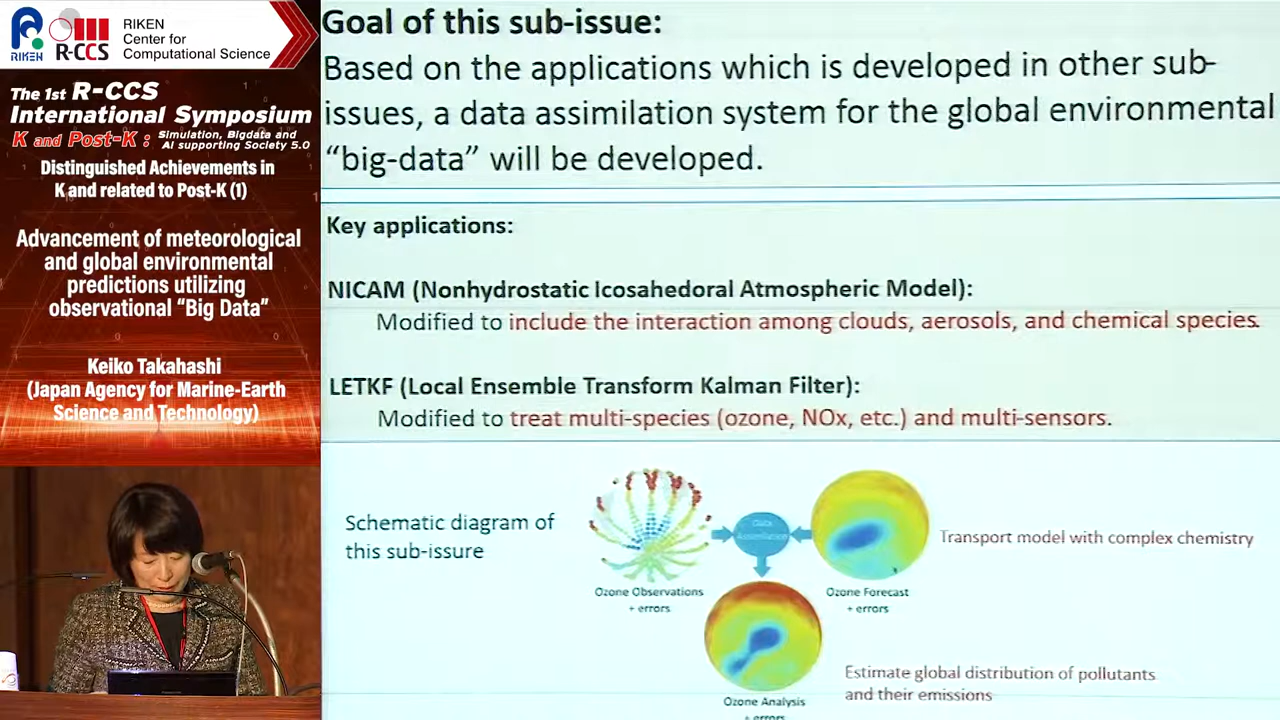 RIKEN
R-CCS
RIKEN
Center for
Computational Science
The 1st R-CCS
International Symposium
K and Post-K :
Simulation, Bigdata and
AI supporting Society 5.0
Distinguished Achievements in
K and related to Post-K (1)
Advancement of meteorological
and global environmental
predictions utilizing
observational “Big Data”
Keiko Takahashi
(Japan Agency for Marine-Earth
Science and Technology)
Goal of this sub-issue:
Based on the applications which is developed in other sub-
issues, a data assimilation system for the global environmental
“big-data” will be developed.
Key applications:
NICAM (Nonhydrostatic Icosahedoral Atmospheric Model):
Modified to include the interaction among clouds, aerosols, and chemical species.
LETKF (Local Ensemble Transform Kalman Filter):
Modified to treat multi-species (ozone, NOx, etc.) and multi-sensors.
Schematic diagram of
this sub-issure
Data
Assimilation
Transport model with complex chemistry
Ozone Observations
+ errors
Ozone Forecast
+ errors
Estimate global distribution of pollutants
and their emissions
Ozone Analysis
+ errors